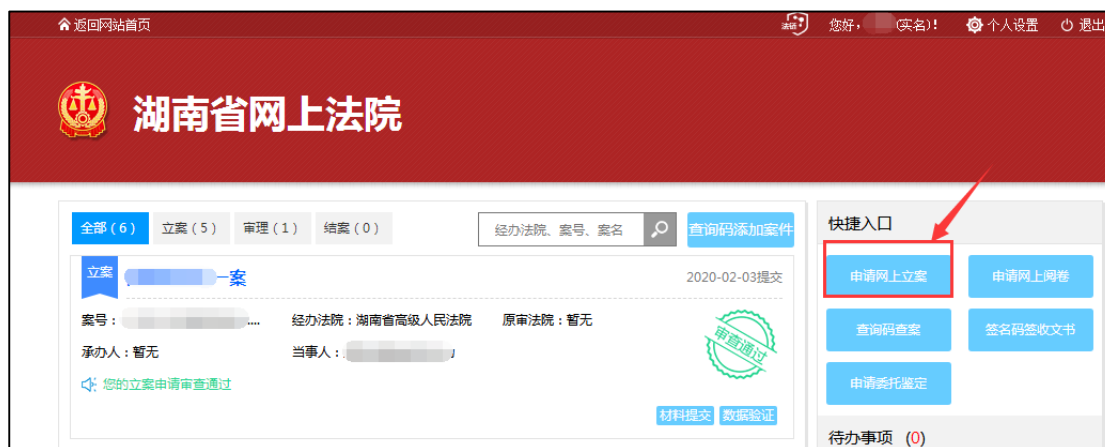 返回网站首页
法链 您好， (实名)! 个人设置 退出
湖南省网上法院
全部(6) 立案(5) 审理(1) 结案(0) 经办法院、案号、案名 查询码添加案件
立案 一案 2020-02-03提交
案号： .... 经办法院：湖南省高级人民法院 原审法院：暂无
承办人：暂无 当事人：
审查通过
您的立案申请审查通过
材料提交 数据验证
快捷入口
申请网上立案 申请网上阅卷
查询码查案 签名码签收文书
申请委托鉴定
待办事项 (0)